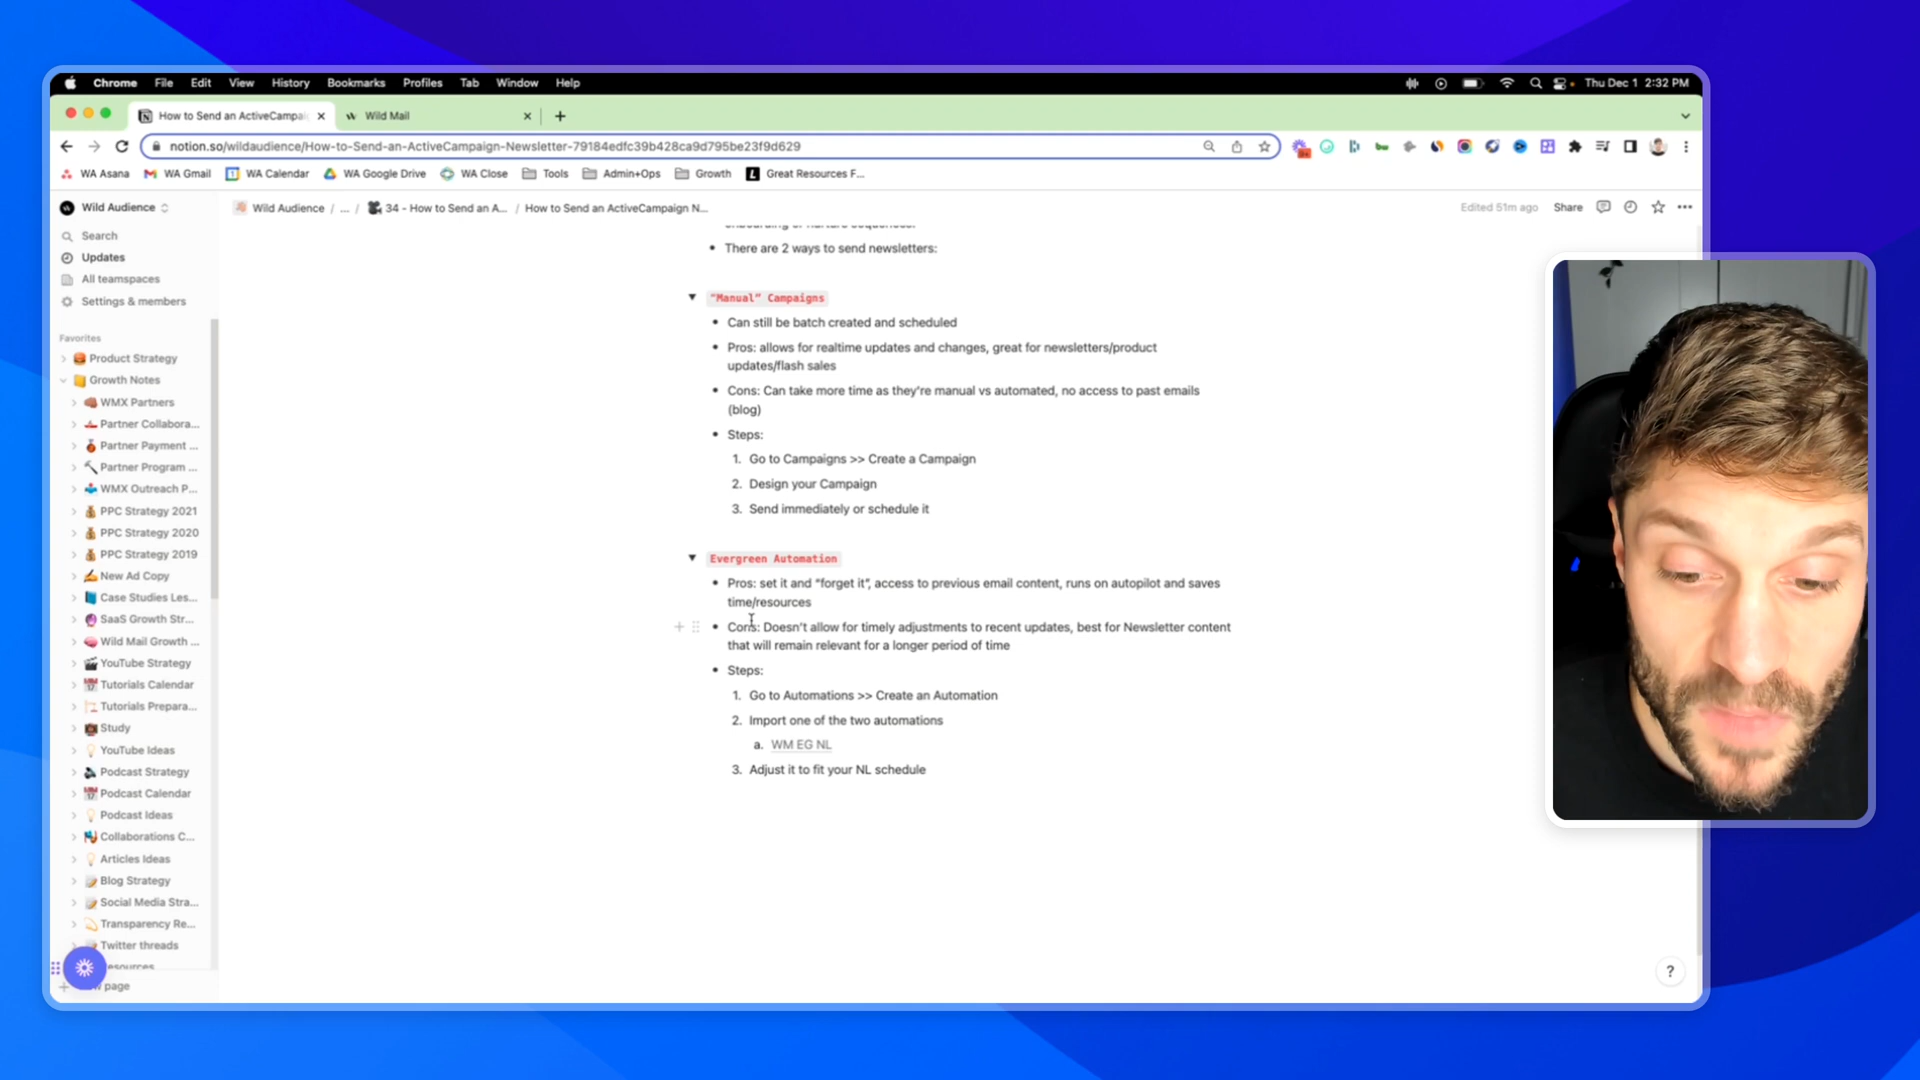 Chrome File Edit View History Bookmarks Profiles Tab Window Help
Thu Dec 1 2:32 PM
How to Send an ActiveCampai
Wild Mail
notion.so/wildaudience/How-to-Send-an-ActiveCampaign-Newsletter-79184edfc39b428ca9d795be23f9d629
WA Asana WA Gmail WA Calendar WA Google Drive WA Close Tools Admin+Ops Growth Great Resources F...
Wild Audience
Wild Audience / ... / 34 - How to Send an A... / How to Send an ActiveCampaign N...
Edited 51m ago Share
Search
Updates
All teamspaces
Settings & members
Favorites
Product Strategy
Growth Notes
WMX Partners
Partner Collabora...
Partner Payment ...
Partner Program ...
WMX Outreach P...
PPC Strategy 2021
PPC Strategy 2020
PPC Strategy 2019
New Ad Copy
Case Studies Les...
SaaS Growth Str...
Wild Mail Growth ...
YouTube Strategy
Tutorials Calendar
Tutorials Prepara...
Study
YouTube Ideas
Podcast Strategy
Podcast Calendar
Podcast Ideas
Collaborations C...
Articles Ideas
Blog Strategy
Social Media Stra...
Transparency Re...
Twitter threads
page
• There are 2 ways to send newsletters:
"Manual" Campaigns
• Can still be batch created and scheduled
• Pros: allows for realtime updates and changes, great for newsletters/product
updates/flash sales
• Cons: Can take more time as they're manual vs automated, no access to past emails
(blog)
• Steps:
1. Go to Campaigns >> Create a Campaign
2. Design your Campaign
3. Send immediately or schedule it
Evergreen Automation
• Pros: set it and "forget it", access to previous email content, runs on autopilot and saves
time/resources
• Cons: Doesn't allow for timely adjustments to recent updates, best for Newsletter content
that will remain relevant for a longer period of time
• Steps:
1. Go to Automations >> Create an Automation
2. Import one of the two automations
a. WM EG NL
3. Adjust it to fit your NL schedule
?